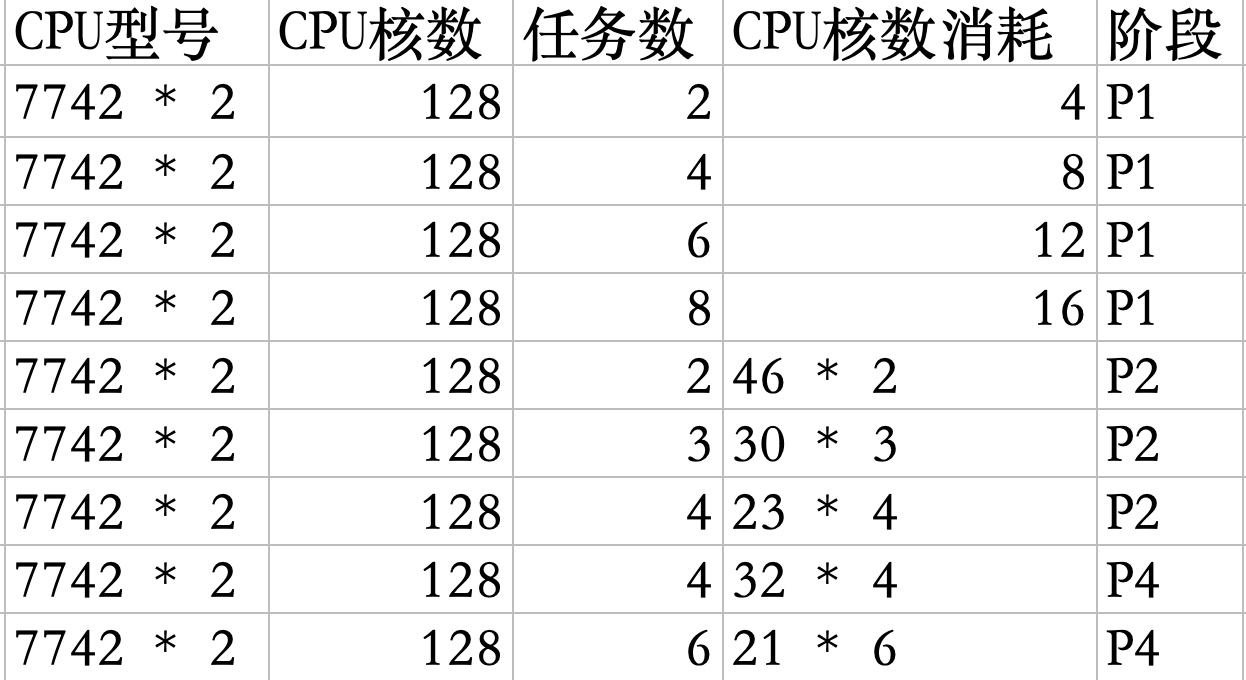 CPU型号 CPU核数 任务数 CPU核数消耗 阶段
7742 * 2 128 2 4 P1
7742 * 2 128 4 8 P1
7742 * 2 128 6 12 P1
7742 * 2 128 8 16 P1
7742 * 2 128 2 46 * 2 P2
7742 * 2 128 3 30 * 3 P2
7742 * 2 128 4 23 * 4 P2
7742 * 2 128 4 32 * 4 P4
7742 * 2 128 6 21 * 6 P4